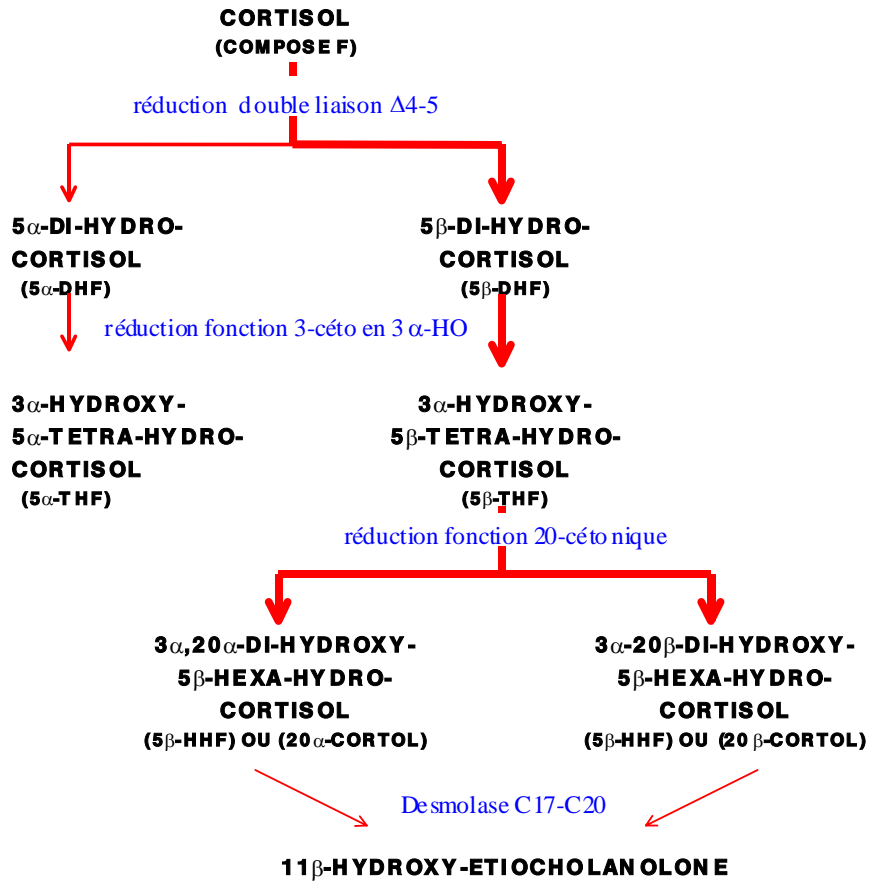 CORTISOL
(COMPOSE F)
réduction double liaison Δ4-5
5α-DI-HYDRO-
CORTISOL
(5α-DHF)
5β-DI-HYDRO-
CORTISOL
(5β-DHF)
réduction fonction 3-céto en 3 α-HO
3α-HYDROXY-
5α-TETRA-HYDRO-
CORTISOL
(5α-THF)
3α-HYDROXY-
5β-TETRA-HYDRO-
CORTISOL
(5β-THF)
réduction fonction 20-cétonique
3α,20α-DI-HYDROXY-
5β-HEXA-HYDRO-
CORTISOL
(5β-HHF) OU (20 α-CORTOL)
3α-20β-DI-HYDROXY-
5β-HEXA-HYDRO-
CORTISOL
(5β-HHF) OU (20 β-CORTOL)
Desmolase C17-C20
11β-HYDROXY-ETIOCHOLANOLONE